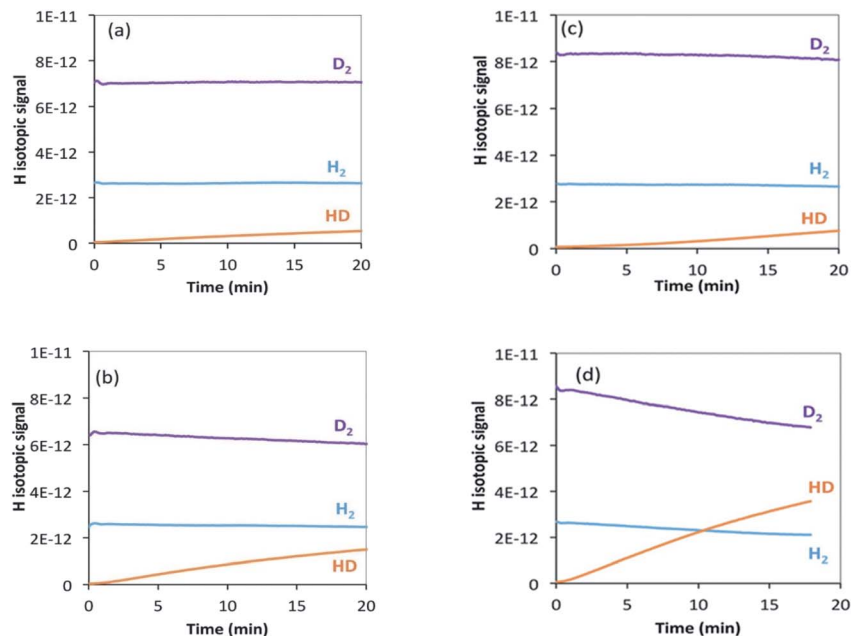 (a)
H isotopic signal
1E-11
8E-12
6E-12
4E-12
2E-12
0
D2
H2
HD
0 5 10 15 20
Time (min)
(c)
H isotopic signal
1E-11
8E-12
6E-12
4E-12
2E-12
0
D2
H2
HD
0 5 10 15 20
Time (min)
(b)
H isotopic signal
1E-11
8E-12
6E-12
4E-12
2E-12
0
D2
H2
HD
0 5 10 15 20
Time (min)
(d)
H isotopic signal
1E-11
8E-12
6E-12
4E-12
2E-12
0
D2
HD
H2
0 5 10 15 20
Time (min)